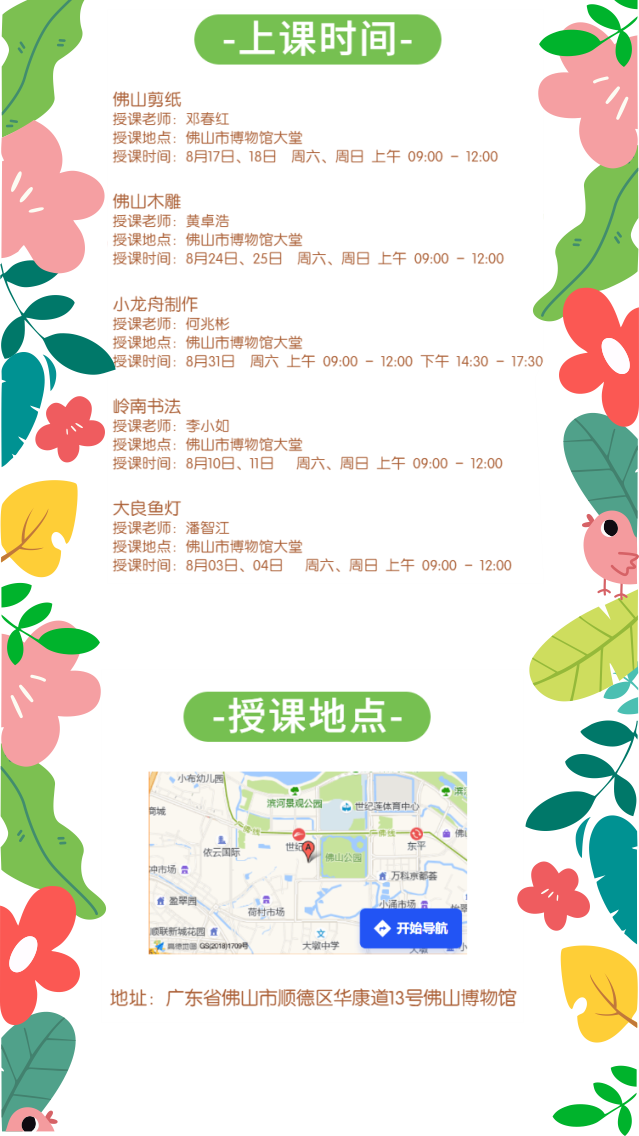 -上课时间-
佛山剪纸
授课老师：邓春红
授课地点：佛山市博物馆大堂
授课时间：8月17日、18日 周六、周日 上午 09:00 - 12:00
佛山木雕
授课老师：黄卓浩
授课地点：佛山市博物馆大堂
授课时间：8月24日、25日 周六、周日 上午 09:00 - 12:00
小龙舟制作
授课老师：何兆彬
授课地点：佛山市博物馆大堂
授课时间：8月31日 周六 上午 09:00 - 12:00 下午 14:30 - 17:30
岭南书法
授课老师：李小如
授课地点：佛山市博物馆大堂
授课时间：8月10日、11日 周六、周日 上午 09:00 - 12:00
大良鱼灯
授课老师：潘智江
授课地点：佛山市博物馆大堂
授课时间：8月03日、04日 周六、周日 上午 09:00 - 12:00
-授课地点-
小布幼儿园
滨河景观公园
世纪莲体育中心
商城
广佛线
广佛线
依云国际
世纪
A
佛山公园
东平
冲市场
万科京都荟
盈翠园
荷村市场
小涌市场
顺联新城花园
大墩中学
开始导航
高德地图 GS(2018)1709号
地址：广东省佛山市顺德区华康道13号佛山博物馆